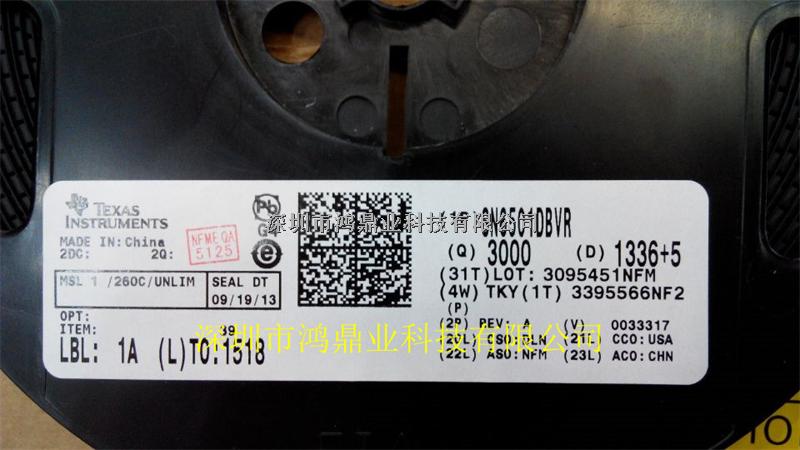 TEXAS
INSTRUMENTS
MADE IN: China
2DC: 2Q:
NFME QA
5125
Pb
G4
e
MSL 1 /260C/UNLIM
SEAL DT
09/19/13
OPT:
ITEM: 39
LBL: 1A (L)TO:1518
深圳市鸿鼎业科技有限公司
(Q) 3000 (D) 1336+5
(31T)LOT: 3095451NFM
(4W) TKY(1T) 3395566NF2
(P)
(2P) REV: A (V) 0033317
CCO: USA
(22L) ASO:NFM (23L) ACO: CHN
深圳市鸿鼎业科技有限公司